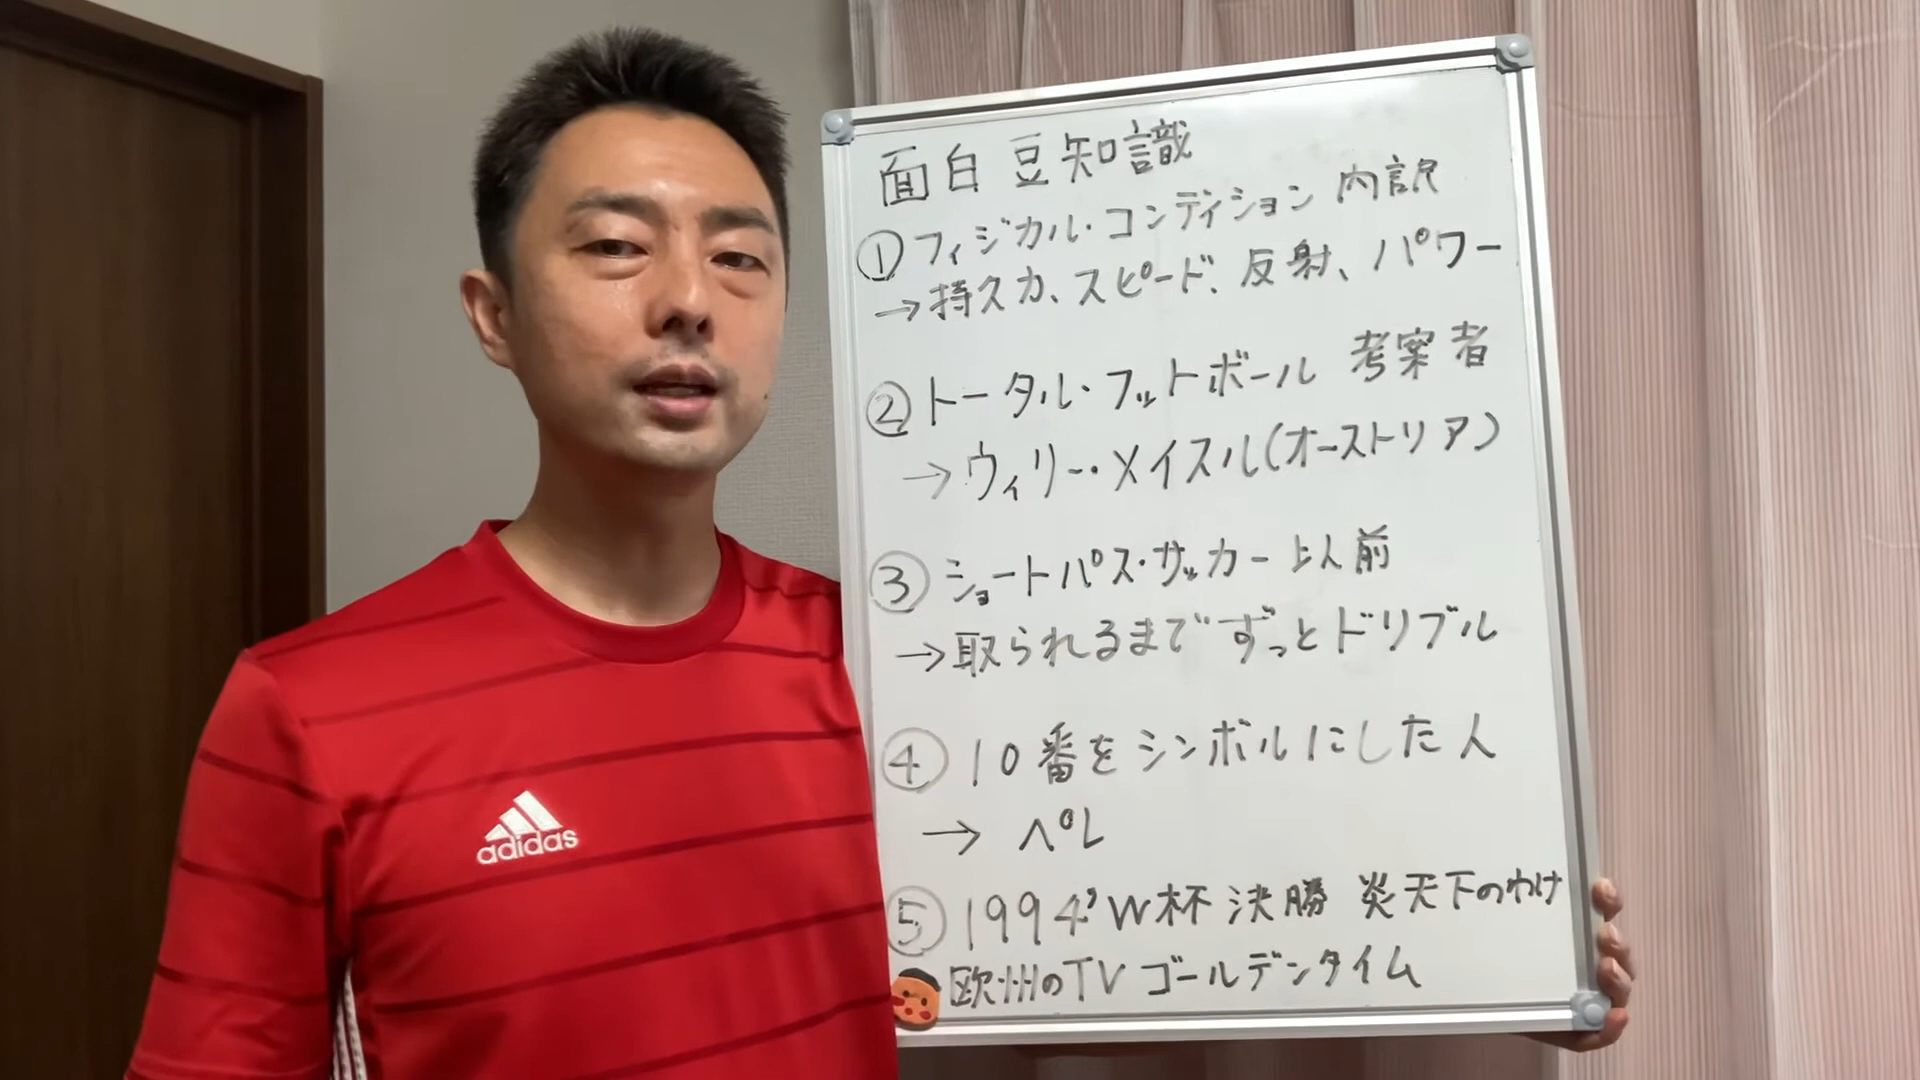 面白豆知識
①フィジカル・コンディション 内訳
→持久力、スピード、反射、パワー
②トータル・フットボール 考案者
→ウィリー・メイスル(オーストリア)
③ショートパス・サッカー 以前
→取られるまでずっとドリブル
④10番をシンボルにした人
→ペレ
⑤1994'W杯決勝 炎天下のわけ
欧州のTVゴールデンタイム
adidas